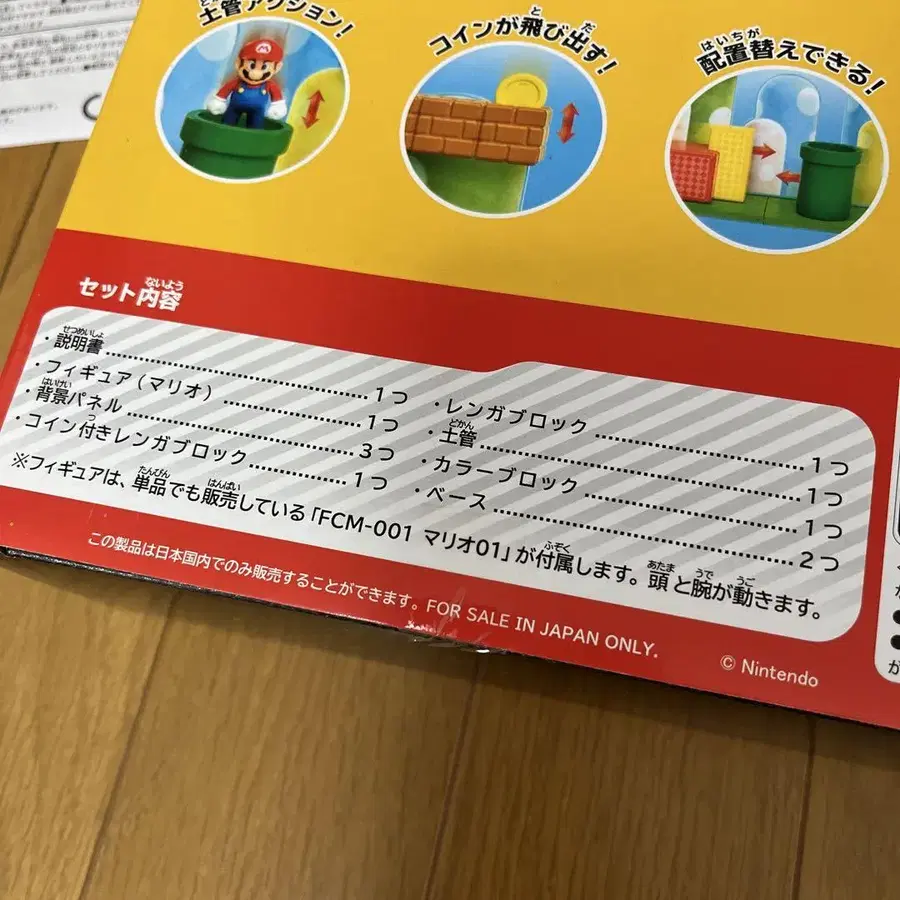 土管アクション!
コインが飛び出す!
配置替えできる!
セット内容
・説明書 1つ
・フィギュア(マリオ) 1つ
・背景パネル 3つ
・コイン付きレンガブロック 1つ
・レンガブロック 1つ
・土管 1つ
・カラーブロック 1つ
・ベース 2つ
※フィギュアは、単品でも販売している「FCM-001 マリオ01」が付属します。頭と腕が動きます。
この製品は日本国内でのみ販売することができます。FOR SALE IN JAPAN ONLY.
© Nintendo